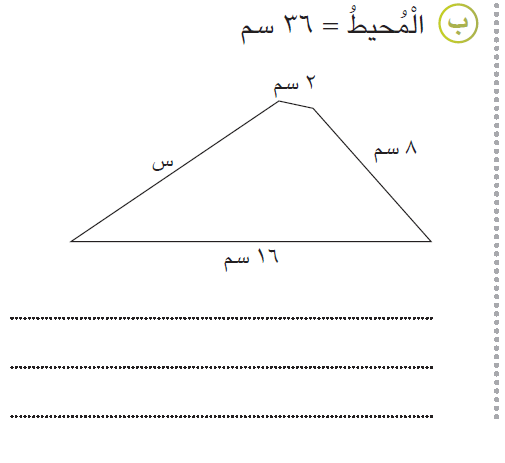 ب الْمُحيطُ = ٣٦ سم
٢ سم
س
٨ سم
١٦ سم